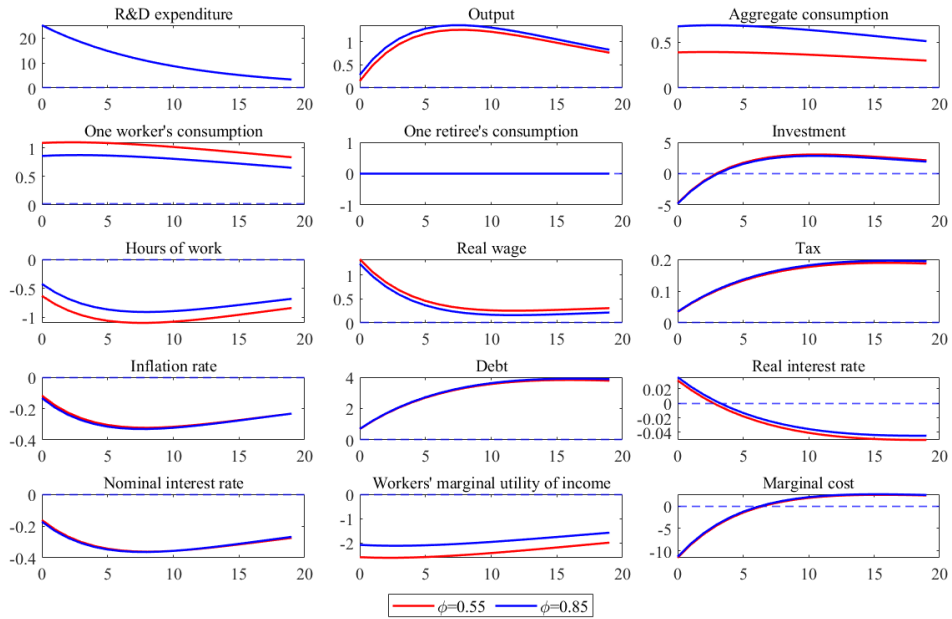 R&D expenditure Output Aggregate consumption
20 10 0 0 5 10 15 20
1 0.5 0 0 5 10 15 20
0.5 0 0 5 10 15 20
One worker's consumption One retiree's consumption Investment
1 0.5 0 0 5 10 15 20
1 0 -1 0 5 10 15 20
5 0 -5 0 5 10 15 20
Hours of work Real wage Tax
0 -0.5 -1 0 5 10 15 20
1 0.5 0 0 5 10 15 20
0.2 0.1 0 0 5 10 15 20
Inflation rate Debt Real interest rate
0 -0.2 -0.4 0 5 10 15 20
4 2 0 0 5 10 15 20
0.02 0 -0.02 -0.04 0 5 10 15 20
Nominal interest rate Workers' marginal utility of income Marginal cost
0 -0.2 -0.4 0 5 10 15 20
0 -1 -2 0 5 10 15 20
0 -5 -10 0 5 10 15 20
ϕ=0.55 ϕ=0.85